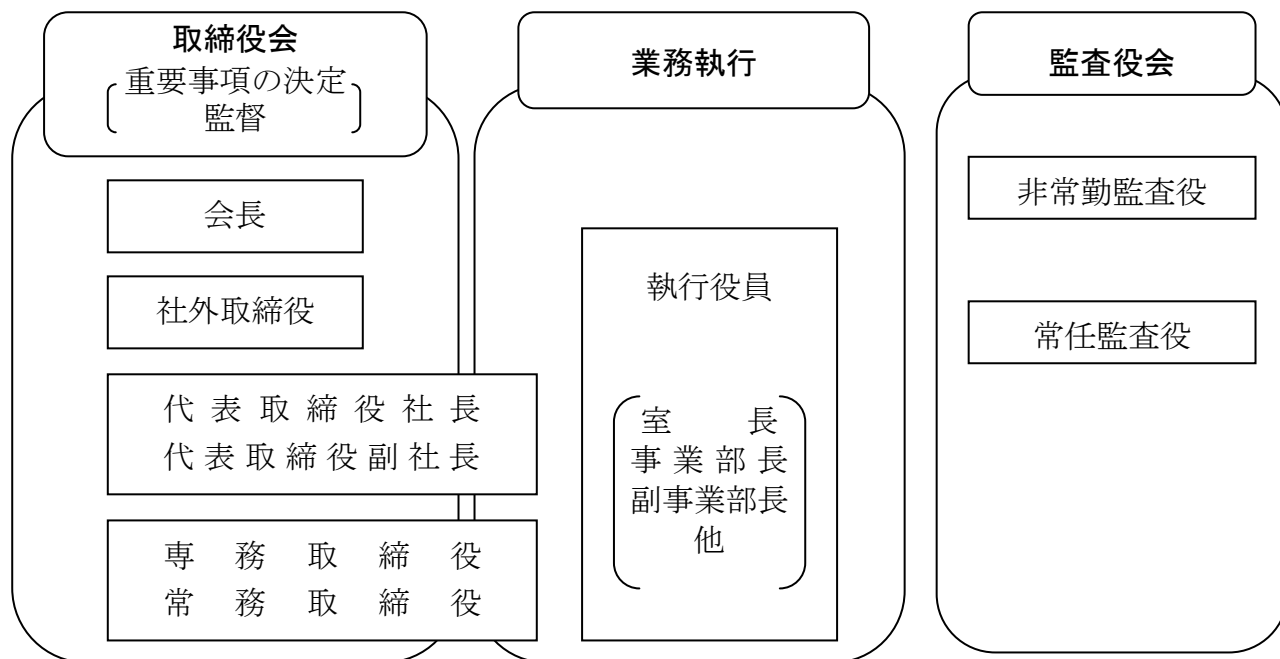 取締役会
重要事項の決定
監督
会長
社外取締役
代表取締役社長
代表取締役副社長
専務取締役
常務取締役
業務執行
執行役員
室長
事業部長
副事業部長
他
監査役会
非常勤監査役
常任監査役